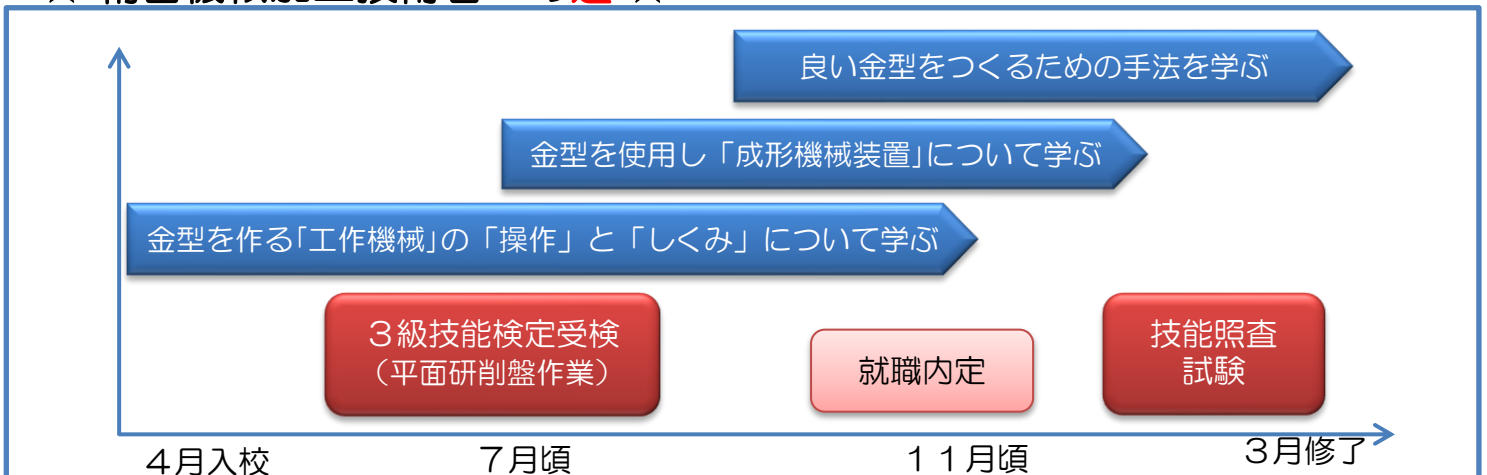 良い金型をつくるための手法を学ぶ
金型を使用し「成形機械装置」について学ぶ
金型を作る「工作機械」の「操作」と「しくみ」について学ぶ
３級技能検定受検
（平面研削盤作業）
就職内定
技能照査
試験
４月入校
７月頃
１１月頃
３月修了